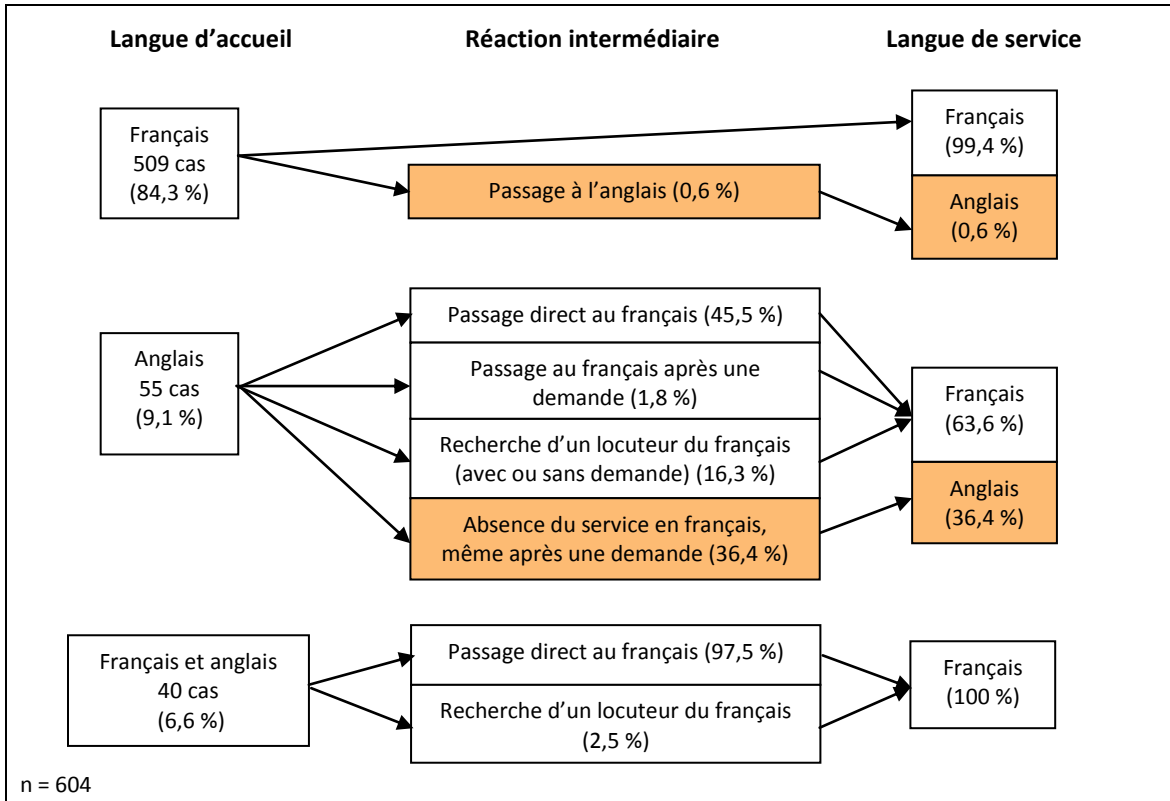 Langue d’accueil
Réaction intermédiaire
Langue de service
Français
509 cas
(84,3 %)
Passage à l’anglais (0,6 %)
Français
(99,4 %)
Anglais
(0,6 %)
Anglais
55 cas
(9,1 %)
Passage direct au français (45,5 %)
Passage au français après une
demande (1,8 %)
Recherche d’un locuteur du français
(avec ou sans demande) (16,3 %)
Absence du service en français,
même après une demande (36,4 %)
Français
(63,6 %)
Anglais
(36,4 %)
Français et anglais
40 cas
(6,6 %)
Passage direct au français (97,5 %)
Recherche d’un locuteur du français
(2,5 %)
Français
(100 %)
n = 604